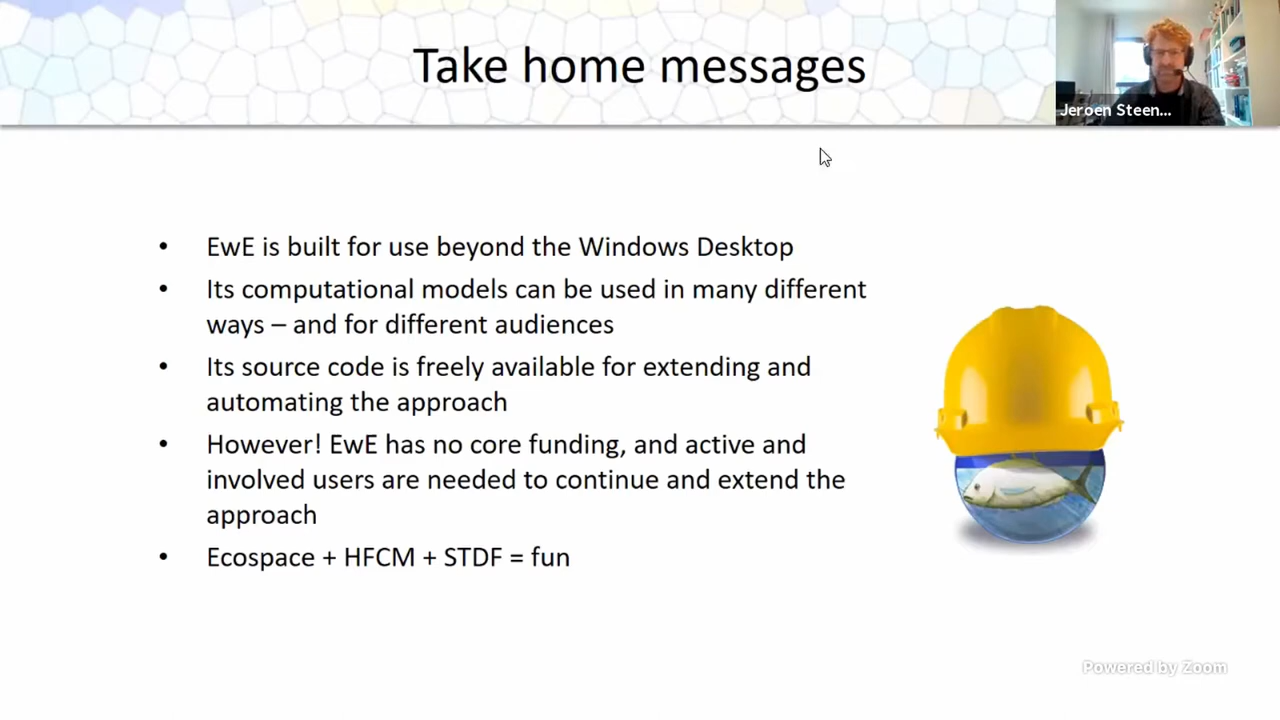 Take home messages
Jeroen Steen...
• EwE is built for use beyond the Windows Desktop
• Its computational models can be used in many different
ways – and for different audiences
• Its source code is freely available for extending and
automating the approach
• However! EwE has no core funding, and active and
involved users are needed to continue and extend the
approach
• Ecospace + HFCM + STDF = fun
Powered by Zoom